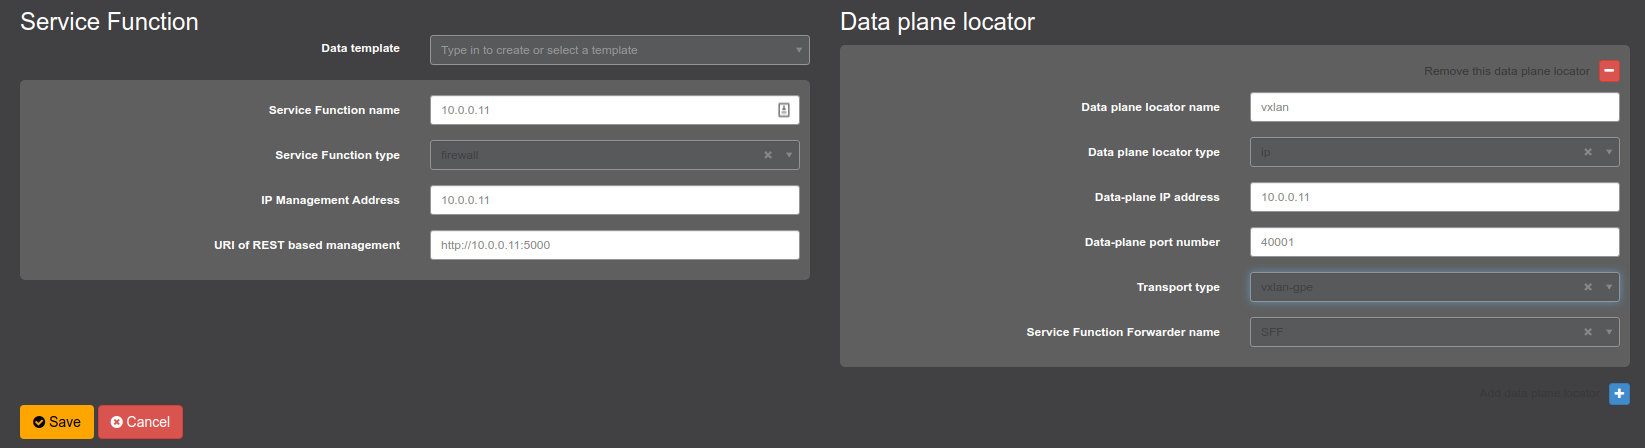 Service Function
Data template
Type in to create or select a template
Service Function name
10.0.0.11
Service Function type
firewall
IP Management Address
10.0.0.11
URI of REST based management
http://10.0.0.11:5000
Save
Cancel
Data plane locator
Remove this data plane locator
Data plane locator name
vxlan
Data plane locator type
ip
Data-plane IP address
10.0.0.11
Data-plane port number
40001
Transport type
vxlan-gpe
Service Function Forwarder name
SFF
Add data plane locator